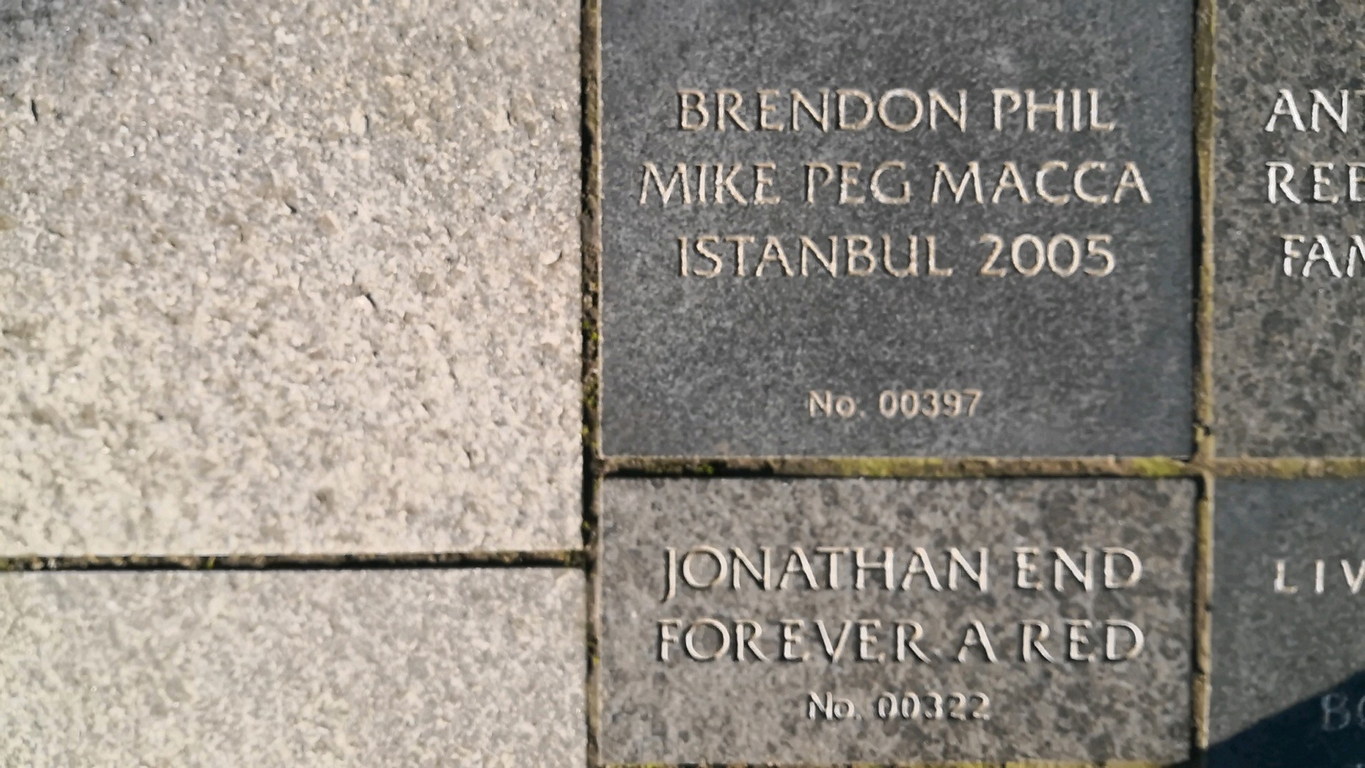 BRENDON PHIL
MIKE PEG MACCA
ISTANBUL 2005
No. 00397
JONATHAN END
FOREVER A RED
No. 00322